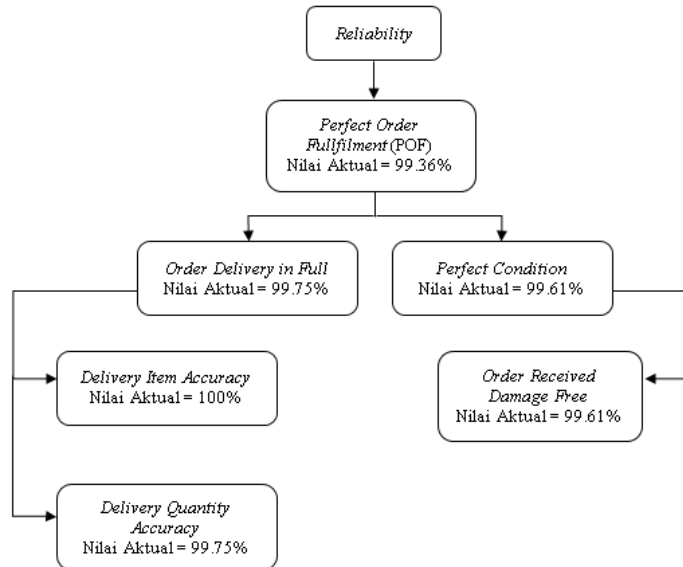 Reliability
Perfect Order
Fullfilment (POF)
Nilai Aktual = 99.36%
Order Delivery in Full
Nilai Aktual = 99.75%
Perfect Condition
Nilai Aktual = 99.61%
Delivery Item Accuracy
Nilai Aktual = 100%
Order Received
Damage Free
Nilai Aktual = 99.61%
Delivery Quantity
Accuracy
Nilai Aktual = 99.75%